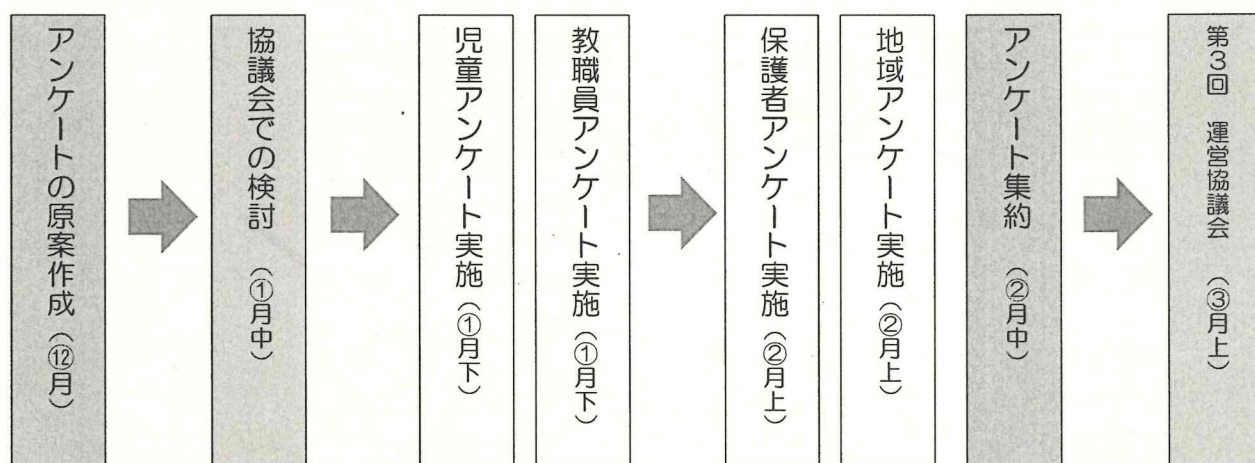 アンケートの原案作成（⑫月）
協議会での検討　（①月中）
児童アンケート実施（①月下）
教職員アンケート実施（①月下）
保護者アンケート実施（②月上）
地域アンケート実施（②月上）
アンケート集約　（②月中）
第３回　運営協議会　（③月上）